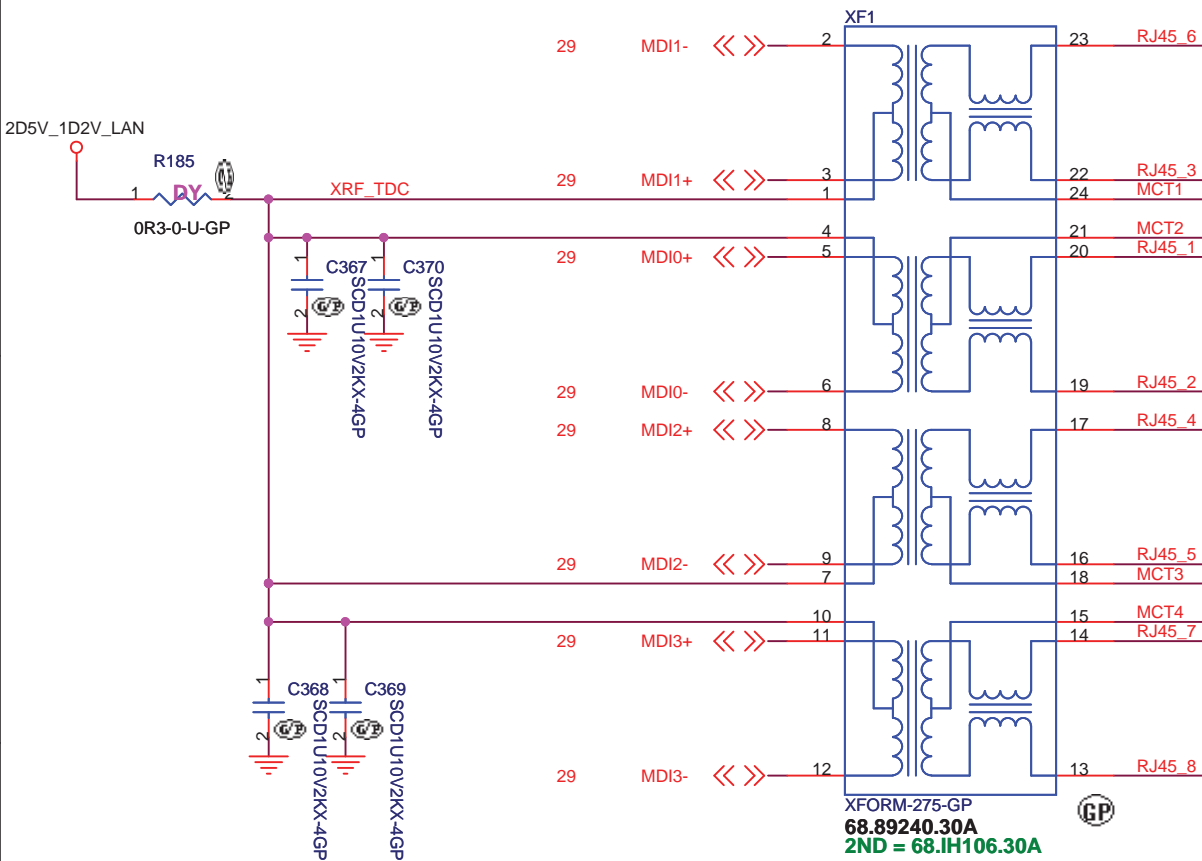 XF1
29 MDI1- 2 23 RJ45_6
2D5V_1D2V_LAN
R185
1 DY 2
0R3-0-U-GP
XRF_TDC
29 MDI1+ 3 22 RJ45_3
1 24 MCT1
4 21 MCT2
29 MDI0+ 5 20 RJ45_1
1 C367 2
SCD1U10V2KX-4GP
1 C370 2
SCD1U10V2KX-4GP
29 MDI0- 6 19 RJ45_2
29 MDI2+ 8 17 RJ45_4
29 MDI2- 9 16 RJ45_5
7 18 MCT3
10 15 MCT4
29 MDI3+ 11 14 RJ45_7
1 C368 2
SCD1U10V2KX-4GP
1 C369 2
SCD1U10V2KX-4GP
29 MDI3- 12 13 RJ45_8
XFORM-275-GP
GP
68.89240.30A
2ND = 68.IH106.30A